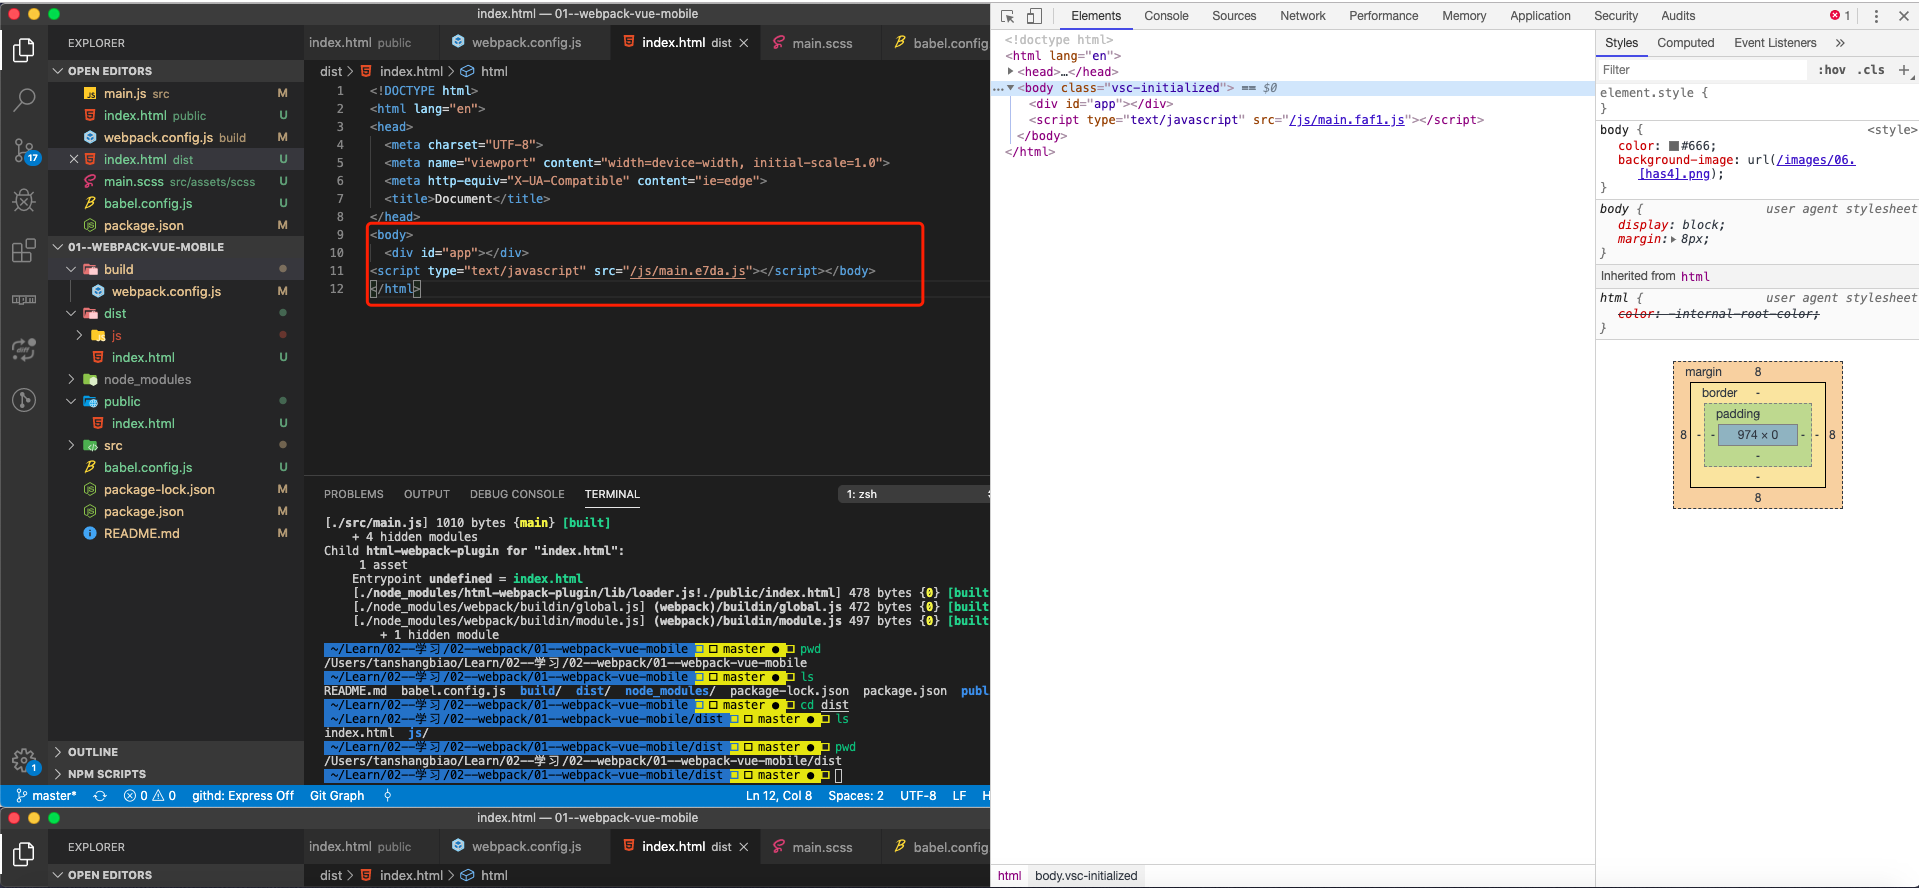 index.html — 01--webpack-vue-mobile
EXPLORER
OPEN EDITORS
main.js src M
index.html public U
webpack.config.js build M
index.html dist U
main.scss src/assets/scss U
babel.config.js U
package.json M
01--WEBPACK-VUE-MOBILE
build
webpack.config.js M
dist
js
index.html U
node_modules
public
index.html U
src
babel.config.js U
package-lock.json M
package.json M
README.md M
OUTLINE
NPM SCRIPTS
17
1
index.html public
webpack.config.js
index.html dist
main.scss
babel.config
dist > index.html > html
1 <!DOCTYPE html>
2 <html lang="en">
3 <head>
4 <meta charset="UTF-8">
5 <meta name="viewport" content="width=device-width, initial-scale=1.0">
6 <meta http-equiv="X-UA-Compatible" content="ie=edge">
7 <title>Document</title>
8 </head>
9 <body>
10 <div id="app"></div>
11 <script type="text/javascript" src="/js/main.e7da.js"></script></body>
12 </html>
PROBLEMS OUTPUT DEBUG CONSOLE TERMINAL 1: zsh
[./src/main.js] 1010 bytes {main} [built]
+ 4 hidden modules
Child html-webpack-plugin for "index.html":
1 asset
Entrypoint undefined = index.html
[./node_modules/html-webpack-plugin/lib/loader.js!./public/index.html] 478 bytes {0} [built
[./node_modules/webpack/buildin/global.js] (webpack)/buildin/global.js 472 bytes {0} [built
[./node_modules/webpack/buildin/module.js] (webpack)/buildin/module.js 497 bytes {0} [built
+ 1 hidden module
~/Learn/02--学习/02--webpack/01--webpack-vue-mobile master ● pwd
/Users/tanshangbiao/Learn/02--学习/02--webpack/01--webpack-vue-mobile
~/Learn/02--学习/02--webpack/01--webpack-vue-mobile master ● ls
README.md babel.config.js build/ dist/ node_modules/ package-lock.json package.json publ
~/Learn/02--学习/02--webpack/01--webpack-vue-mobile master ● cd dist
~/Learn/02--学习/02--webpack/01--webpack-vue-mobile/dist master ● ls
index.html js/
~/Learn/02--学习/02--webpack/01--webpack-vue-mobile/dist master ● pwd
/Users/tanshangbiao/Learn/02--学习/02--webpack/01--webpack-vue-mobile/dist
~/Learn/02--学习/02--webpack/01--webpack-vue-mobile/dist master ●
master* 0 0 githd: Express Off Git Graph Ln 12, Col 8 Spaces: 2 UTF-8 LF H
index.html — 01--webpack-vue-mobile
EXPLORER
OPEN EDITORS
index.html public
webpack.config.js
index.html dist
main.scss
babel.config
dist > index.html > html
Elements Console Sources Network Performance Memory Application Security Audits 1
<!doctype html>
<html lang="en">
<head>…</head>
<body class="vsc-initialized"> == $0
<div id="app"></div>
<script type="text/javascript" src="/js/main.faf1.js"></script>
</body>
</html>
html body.vsc-initialized
Styles Computed Event Listeners »
Filter :hov .cls +
element.style {
}
body { <style>
color: #666;
background-image: url(/images/06.
[has4].png);
}
body { user agent stylesheet
display: block;
margin: 8px;
}
Inherited from html
html { user agent stylesheet
color: -internal-root-color;
}
margin 8
border -
padding -
8 - - 974 × 0 - - 8
-
-
8